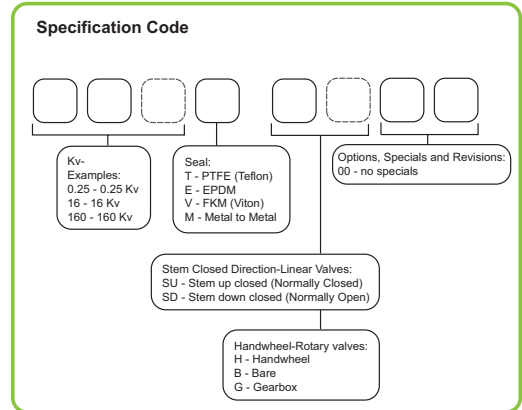 Specification Code
Kv-
Examples:
0.25 - 0.25 Kv
16 - 16 Kv
160 - 160 Kv
Seal:
T - PTFE (Teflon)
E - EPDM
V - FKM (Viton)
M - Metal to Metal
Options, Specials and Revisions:
00 - no specials
Stem Closed Direction-Linear Valves:
SU - Stem up closed (Normally Closed)
SD - Stem down closed (Normally Open)
Handwheel-Rotary valves:
H - Handwheel
B - Bare
G - Gearbox